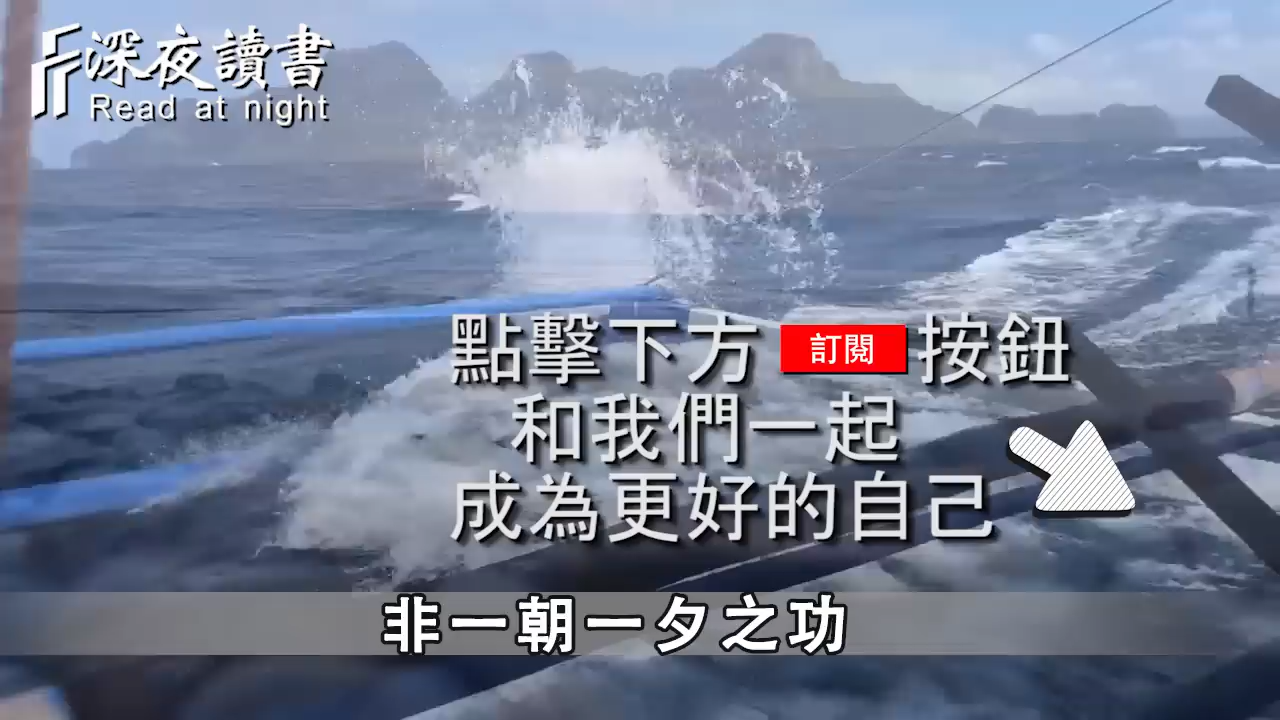 深夜讀書
Read at night
點擊下方 訂閱 按鈕
和我們一起
成為更好的自己
非一朝一夕之功